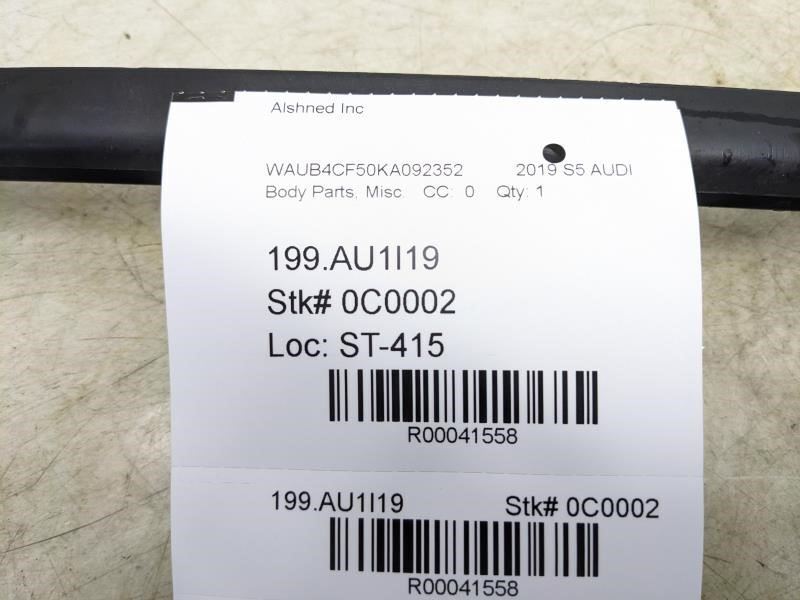 Alshned Inc
WAUB4CF50KA092352 2019 S5 AUDI
Body Parts, Misc. CC: 0 Qty: 1
199.AU1I19
Stk# 0C0002
Loc: ST-415
R00041558
199.AU1I19 Stk# 0C0002
R00041558